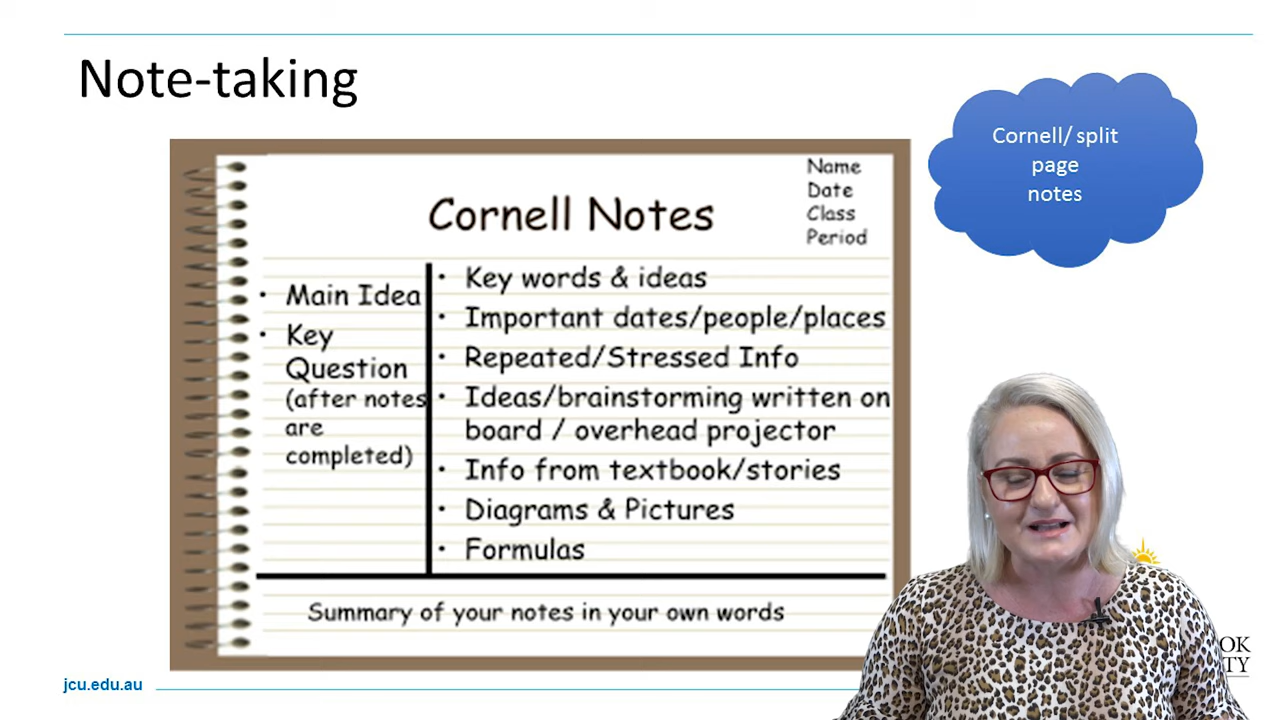 Note-taking
Cornell/ split
page
notes
Name
Date
Class
Period
Cornell Notes
• Main Idea
• Key
Question
(after notes
are
completed)
• Key words & ideas
• Important dates/people/places
• Repeated/Stressed Info
• Ideas/brainstorming written on
board / overhead projector
• Info from textbook/stories
• Diagrams & Pictures
• Formulas
Summary of your notes in your own words
jcu.edu.au